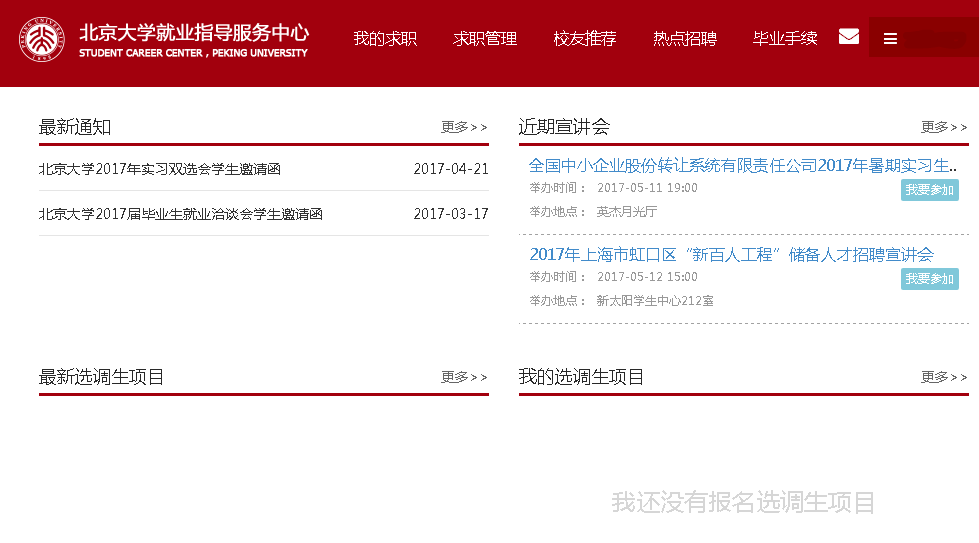 北京大学就业指导服务中心
STUDENT CAREER CENTER , PEKING UNIVERSITY
我的求职 求职管理 校友推荐 热点招聘 毕业手续
最新通知 更多>>
北京大学2017年实习双选会学生邀请函 2017-04-21
北京大学2017届毕业生就业洽谈会学生邀请函 2017-03-17
近期宣讲会 更多>>
全国中小企业股份转让系统有限责任公司2017年暑期实习生..
举办时间： 2017-05-11 19:00 我要参加
举办地点： 英杰月光厅
2017年上海市虹口区“新百人工程”储备人才招聘宣讲会
举办时间： 2017-05-12 15:00 我要参加
举办地点： 新太阳学生中心212室
最新选调生项目 更多>>
我的选调生项目 更多>>
我还没有报名选调生项目